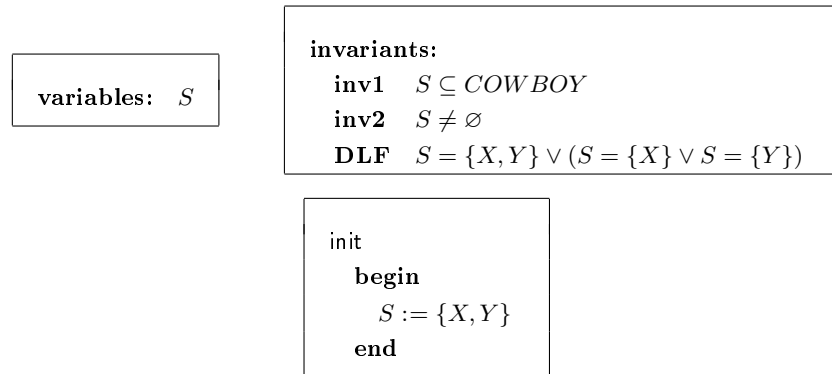 variables: S
invariants:
inv1 S ⊆ COWBOY
inv2 S ≠ ∅
DLF S = {X, Y} ∨ (S = {X} ∨ S = {Y})
init
begin
S := {X, Y}
end